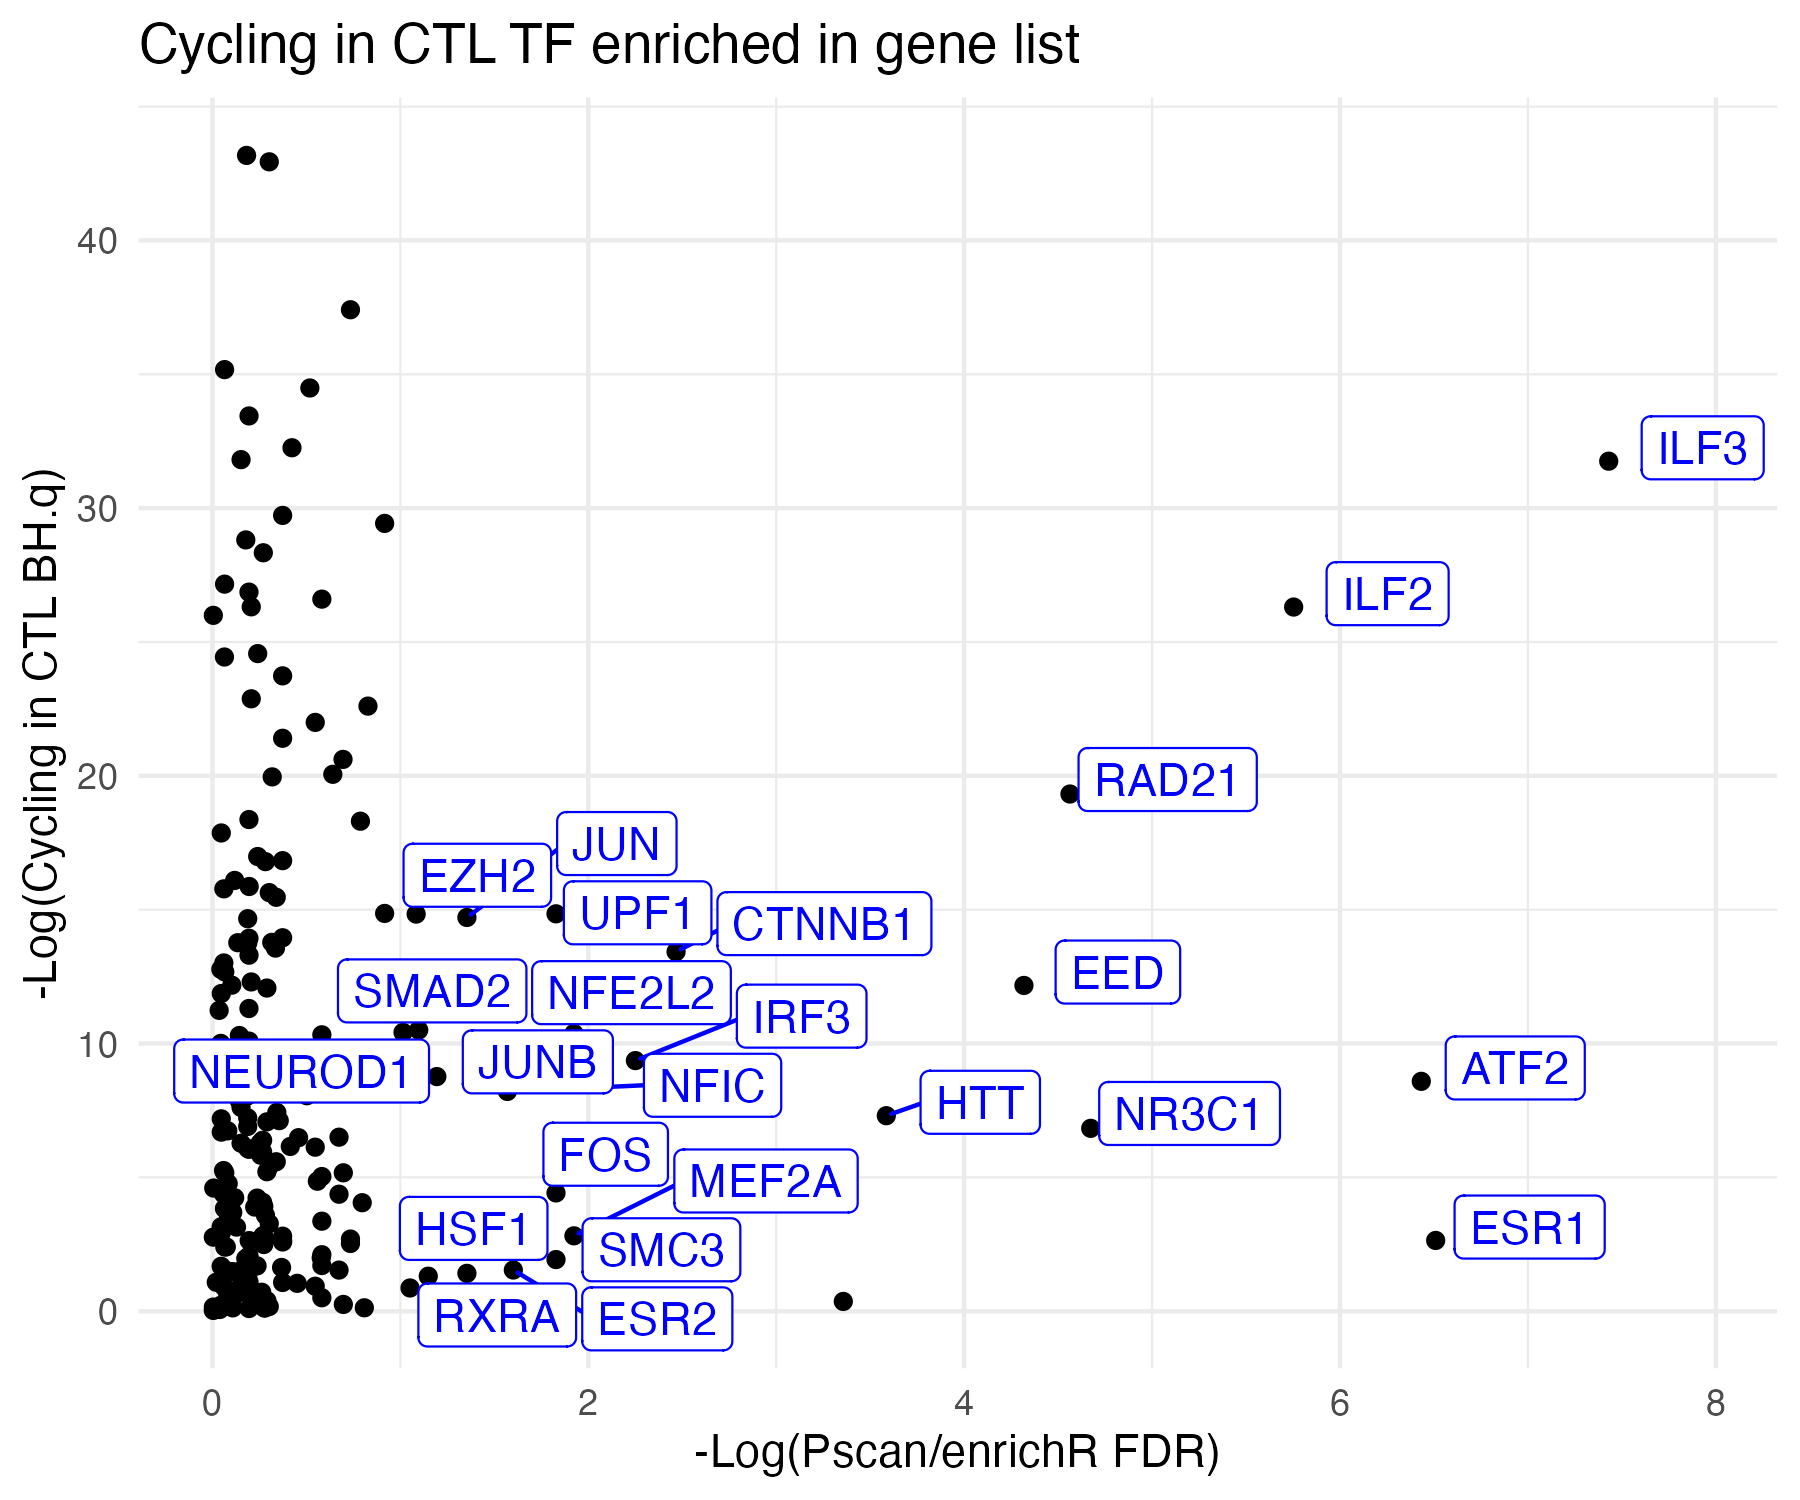 Cycling in CTL TF enriched in gene list
-Log(Cycling in CTL BH.q)
40
30
20
10
0
ILF3
ILF2
RAD21
JUN
EZH2
UPF1
CTNNB1
EED
SMAD2
NFE2L2
IRF3
JUNB
NEUROD1
NFIC
ATF2
HTT
NR3C1
FOS
MEF2A
HSF1
SMC3
ESR1
RXRA
ESR2
0 2 4 6 8
-Log(Pscan/enrichR FDR)